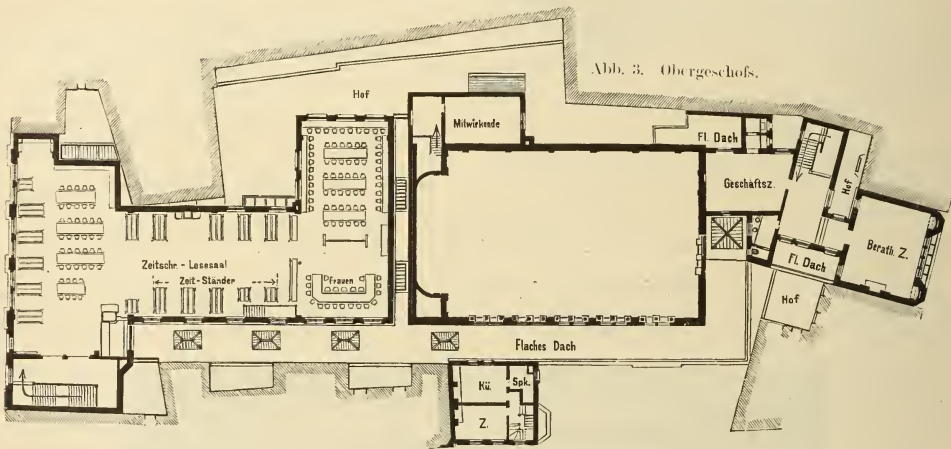 Abb. 3. Obergeschoſs.
Hof
Mitwirkende
Fl. Dach
Geschäftsz.
Hof
Berath. Z.
Zeitschr. - Lesesaal
Zeit-Ständer
Frauen
Fl. Dach
Hof
Flaches Dach
Kü.
Spk.
Z.